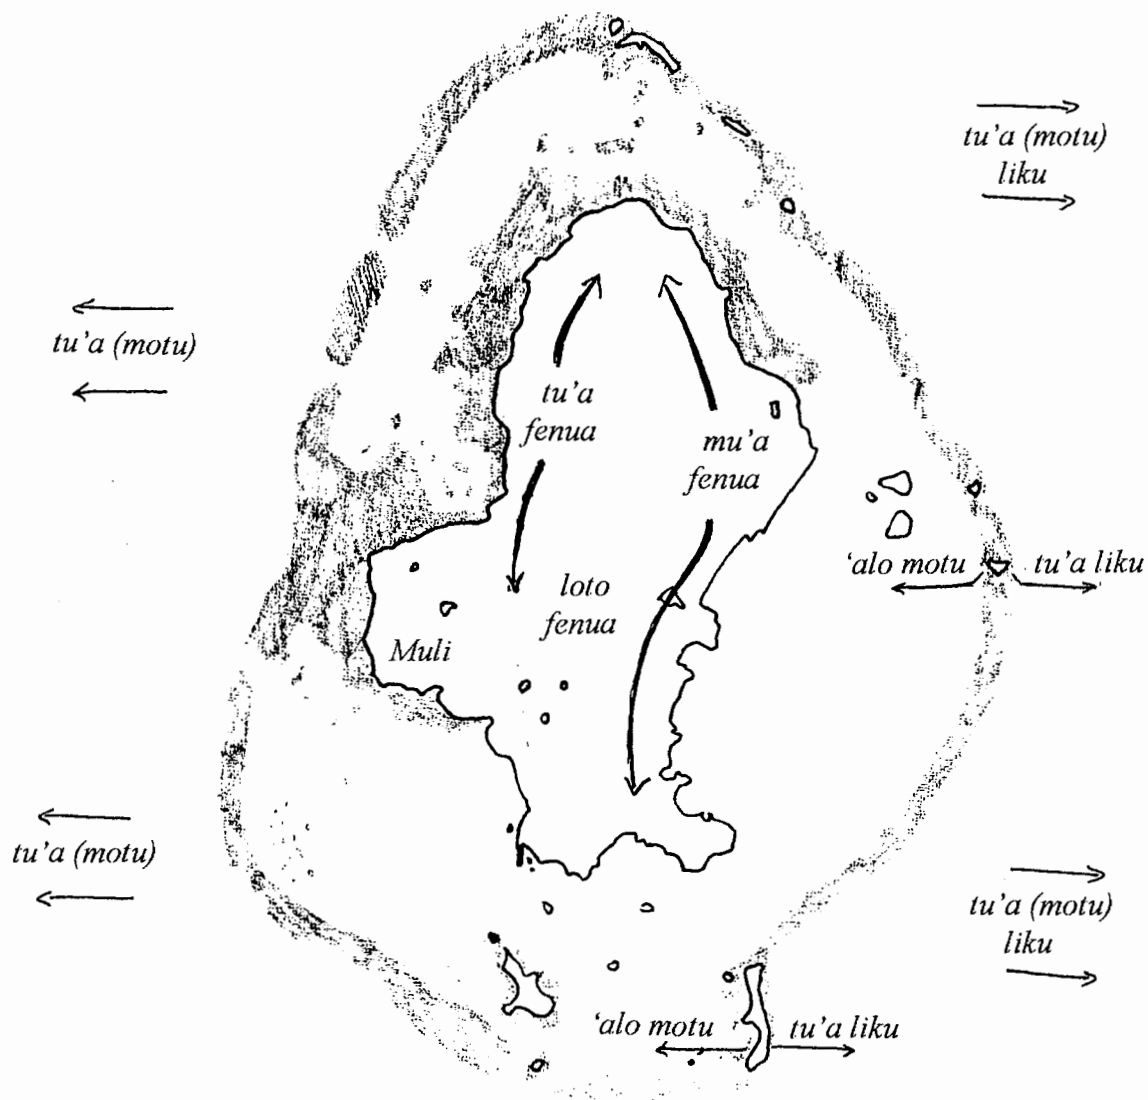 tu'a (motu)
liku
tu'a (motu)
tu'a
fenua
mu'a
fenua
'alo motu
tu'a liku
loto
fenua
Muli
tu'a (motu)
tu'a (motu)
liku
'alo motu
tu'a liku